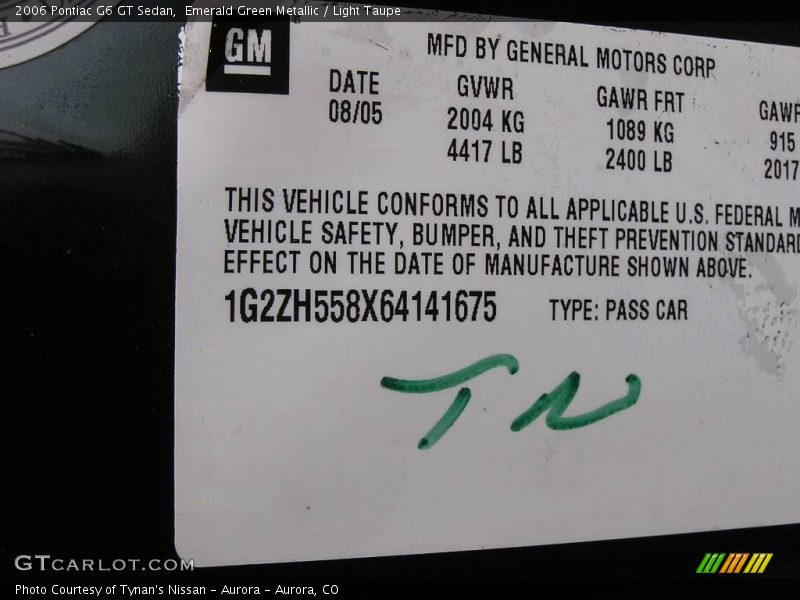 2006 Pontiac G6 GT Sedan, Emerald Green Metallic / Light Taupe
GM
MFD BY GENERAL MOTORS CORP
DATE GVWR GAWR FRT GAWR
08/05 2004 KG 1089 KG 915
4417 LB 2400 LB 2017
THIS VEHICLE CONFORMS TO ALL APPLICABLE U.S. FEDERAL M
VEHICLE SAFETY, BUMPER, AND THEFT PREVENTION STANDARD
EFFECT ON THE DATE OF MANUFACTURE SHOWN ABOVE.
1G2ZH558X64141675 TYPE: PASS CAR
TN
GTCARLOT.COM
Photo Courtesy of Tynan's Nissan - Aurora - Aurora, CO